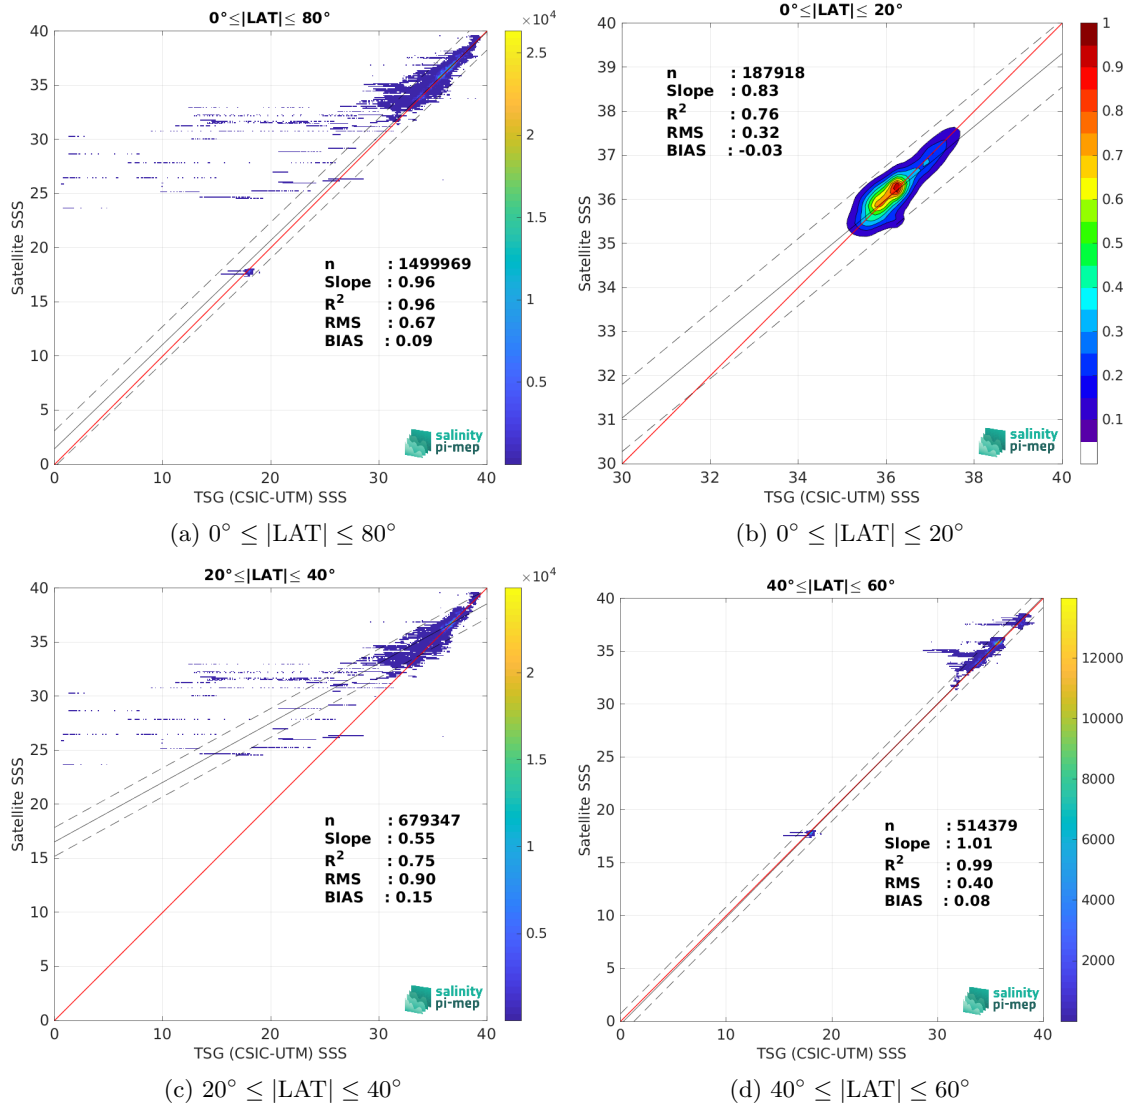 0°≤|LAT|≤ 80°
×10⁴
Satellite SSS
40
35
30
25
20
15
10
5
0
n : 1499969
Slope : 0.96
R² : 0.96
RMS : 0.67
BIAS : 0.09
salinity
pi-mep
0 10 20 30 40
TSG (CSIC-UTM) SSS
2.5
2
1.5
1
0.5
(a) 0° ≤ |LAT| ≤ 80°
0°≤|LAT|≤ 20°
Satellite SSS
40
39
38
37
36
35
34
33
32
31
30
n : 187918
Slope : 0.83
R² : 0.76
RMS : 0.32
BIAS : -0.03
salinity
pi-mep
30 32 34 36 38 40
TSG (CSIC-UTM) SSS
1
0.9
0.8
0.7
0.6
0.5
0.4
0.3
0.2
0.1
(b) 0° ≤ |LAT| ≤ 20°
20°≤|LAT|≤ 40°
×10⁴
Satellite SSS
40
35
30
25
20
15
10
5
0
n : 679347
Slope : 0.55
R² : 0.75
RMS : 0.90
BIAS : 0.15
salinity
pi-mep
0 10 20 30 40
TSG (CSIC-UTM) SSS
2
1.5
1
0.5
(c) 20° ≤ |LAT| ≤ 40°
40°≤|LAT|≤ 60°
Satellite SSS
40
35
30
25
20
15
10
5
0
n : 514379
Slope : 1.01
R² : 0.99
RMS : 0.40
BIAS : 0.08
salinity
pi-mep
0 10 20 30 40
TSG (CSIC-UTM) SSS
12000
10000
8000
6000
4000
2000
(d) 40° ≤ |LAT| ≤ 60°